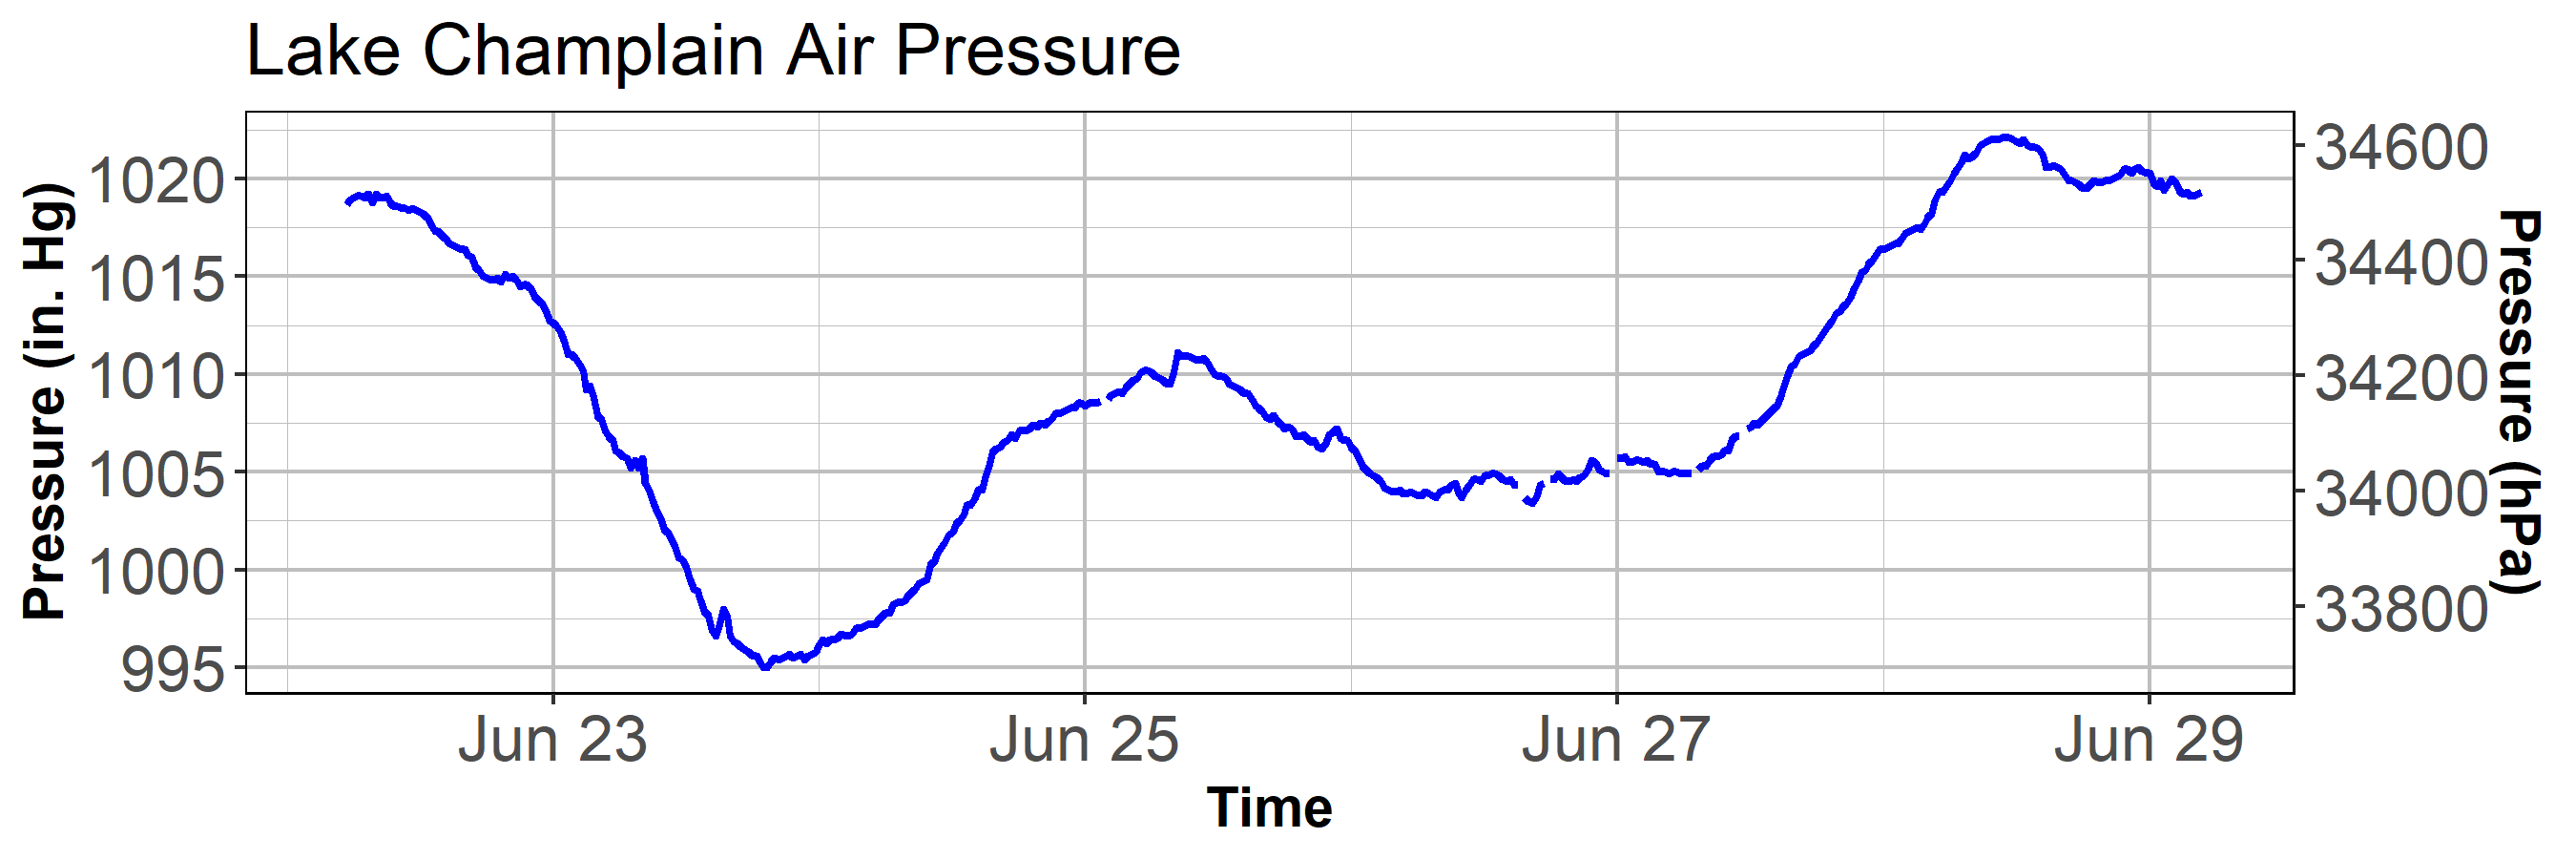 Lake Champlain Air Pressure
Pressure (in. Hg)
1020
1015
1010
1005
1000
995
34600
34400
34200
34000
33800
Pressure (hPa)
Jun 23
Jun 25
Jun 27
Jun 29
Time